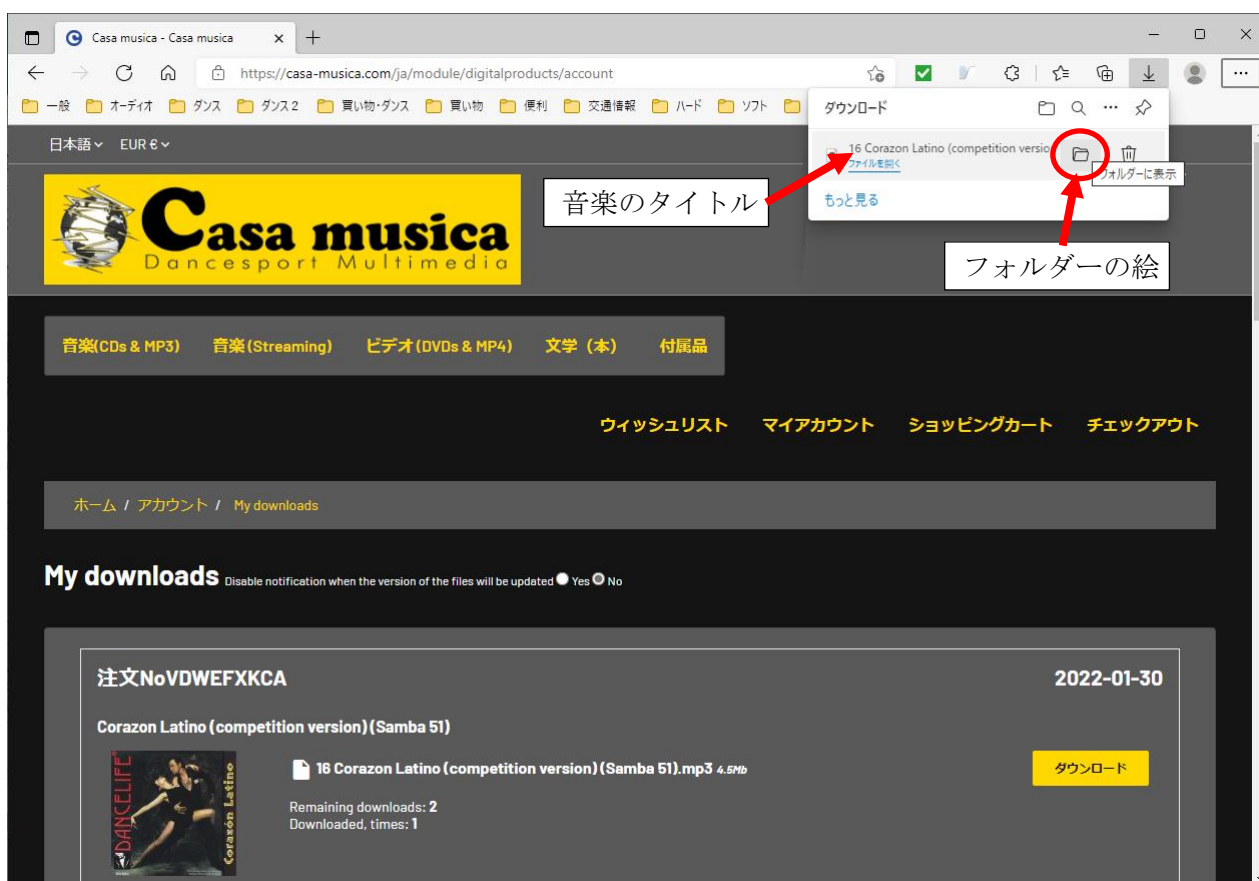 Casa musica - Casa musica
https://casa-musica.com/ja/module/digitalproducts/account
一般 オーディオ ダンス ダンス2 買い物・ダンス 買い物 便利 交通情報 ハード ソフト
ダウンロード
16 Corazon Latino (competition versio
ファイルを開く
フォルダーに表示
もっと見る
日本語 EUR €
音楽のタイトル
フォルダーの絵
Casa musica
Dancesport Multimedia
音楽(CDs & MP3) 音楽(Streaming) ビデオ(DVDs & MP4) 文学（本） 付属品
ウィッシュリスト マイアカウント ショッピングカート チェックアウト
ホーム / アカウント / My downloads
My downloads Disable notification when the version of the files will be updated Yes No
注文NoVDWEFXKCA 2022-01-30
Corazon Latino (competition version) (Samba 51)
DANCELIFE
Corazón Latino
16 Corazon Latino (competition version) (Samba 51).mp3 4.5Mb
ダウンロード
Remaining downloads: 2
Downloaded, times: 1